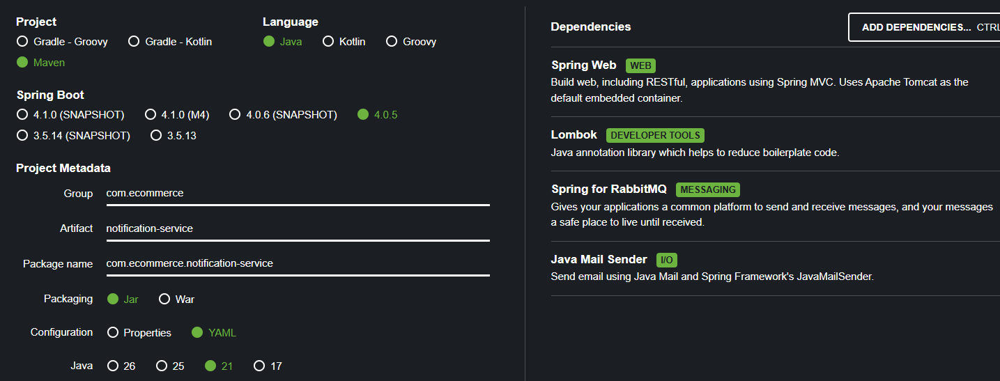 Project
Language
Gradle - Groovy
Gradle - Kotlin
Java
Kotlin
Groovy
Maven
Spring Boot
4.1.0 (SNAPSHOT)
4.1.0 (M4)
4.0.6 (SNAPSHOT)
4.0.5
3.5.14 (SNAPSHOT)
3.5.13
Project Metadata
Group com.ecommerce
Artifact notification-service
Package name com.ecommerce.notification-service
Packaging Jar War
Configuration Properties YAML
Java 26 25 21 17
Dependencies
ADD DEPENDENCIES... CTRL
Spring Web WEB
Build web, including RESTful, applications using Spring MVC. Uses Apache Tomcat as the
default embedded container.
Lombok DEVELOPER TOOLS
Java annotation library which helps to reduce boilerplate code.
Spring for RabbitMQ MESSAGING
Gives your applications a common platform to send and receive messages, and your messages
a safe place to live until received.
Java Mail Sender I/O
Send email using Java Mail and Spring Framework's JavaMailSender.